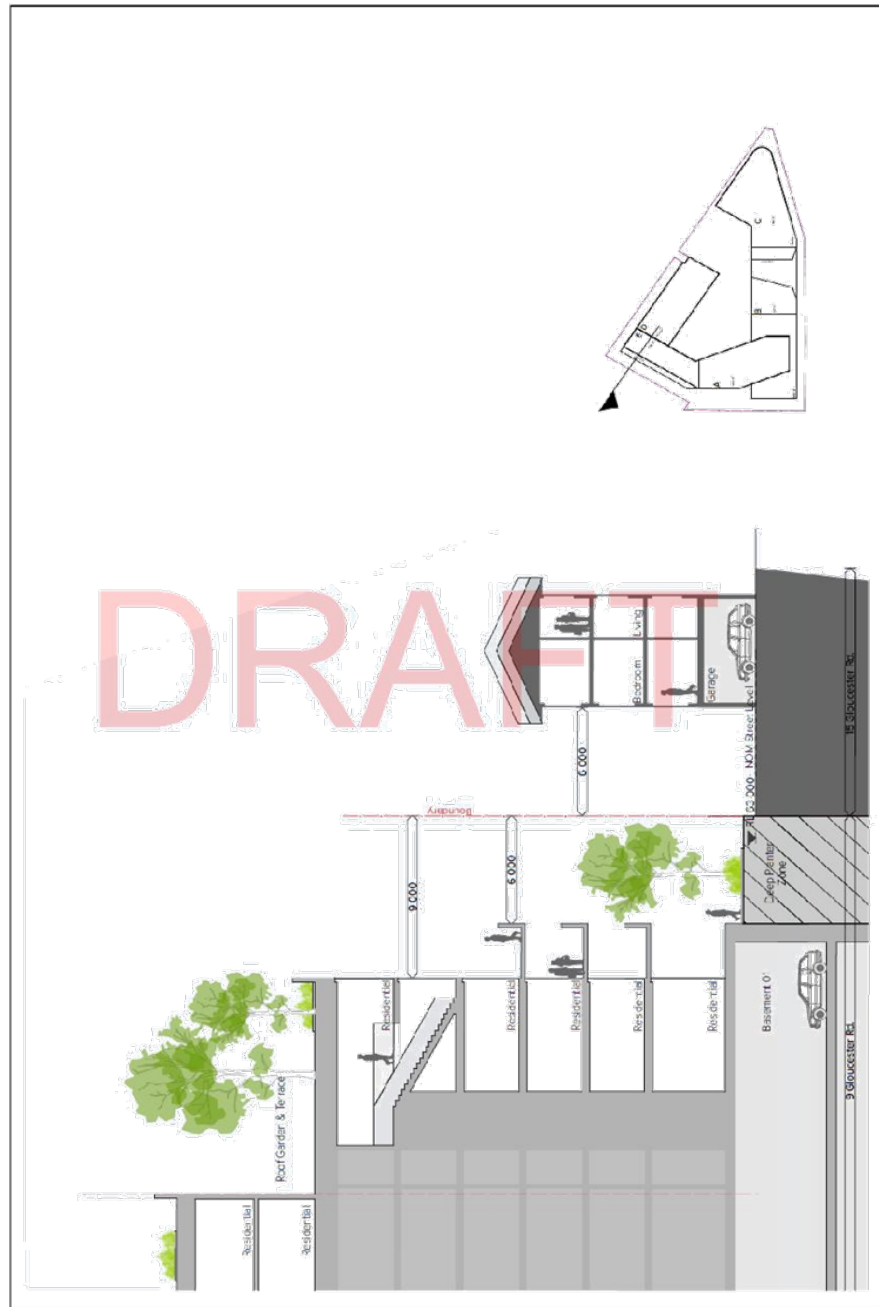 DRAFT
C
B
A
Roof Garden & Terrace
Residential
Residential
Residential
Residential
Residential
Residential
Residential
Boundary
9 000
6 000
6 000
Bedroom
Living
Garage
NOM Street Level
Deep Planter
Zone
Basement 01
9 Gloucester Rd.
15 Gloucester Rd.